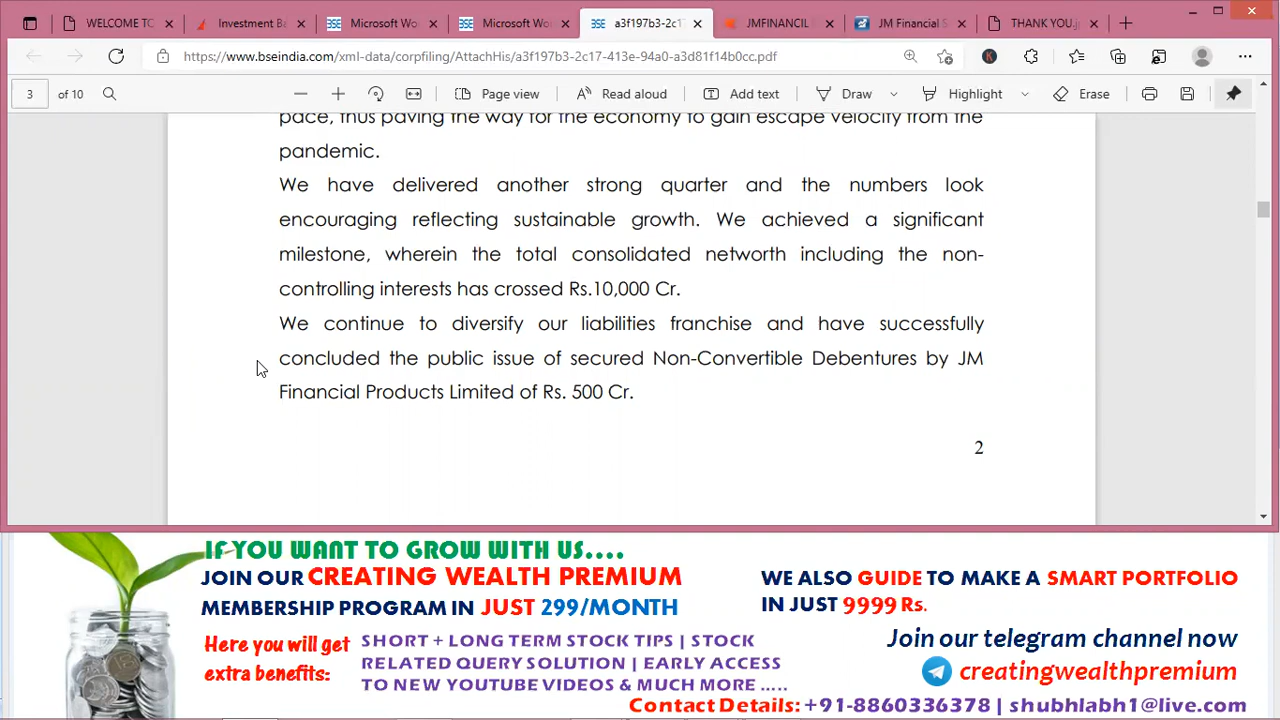 WELCOME TO
Investment Ba
Microsoft Wo
Microsoft Wo
a3f197b3-2c17
JMFINANCIL
JM Financial S
THANK YOU.j
https://www.bseindia.com/xml-data/corpfiling/AttachHis/a3f197b3-2c17-413e-94a0-a3d81f14b0cc.pdf
3 of 10
Page view
Read aloud
Add text
Draw
Highlight
Erase
pace, thus paving the way for the economy to gain escape velocity from the
pandemic.
We have delivered another strong quarter and the numbers look
encouraging reflecting sustainable growth. We achieved a significant
milestone, wherein the total consolidated networth including the non-
controlling interests has crossed Rs.10,000 Cr.
We continue to diversify our liabilities franchise and have successfully
concluded the public issue of secured Non-Convertible Debentures by JM
Financial Products Limited of Rs. 500 Cr.
2
IF YOU WANT TO GROW WITH US....
JOIN OUR CREATING WEALTH PREMIUM
MEMBERSHIP PROGRAM IN JUST 299/MONTH
Here you will get
extra benefits:
SHORT + LONG TERM STOCK TIPS | STOCK
RELATED QUERY SOLUTION | EARLY ACCESS
TO NEW YOUTUBE VIDEOS & MUCH MORE .....
WE ALSO GUIDE TO MAKE A SMART PORTFOLIO
IN JUST 9999 Rs.
Join our telegram channel now
creatingwealthpremium
Contact Details: +91-8860336378 | shubhlabh1@live.com